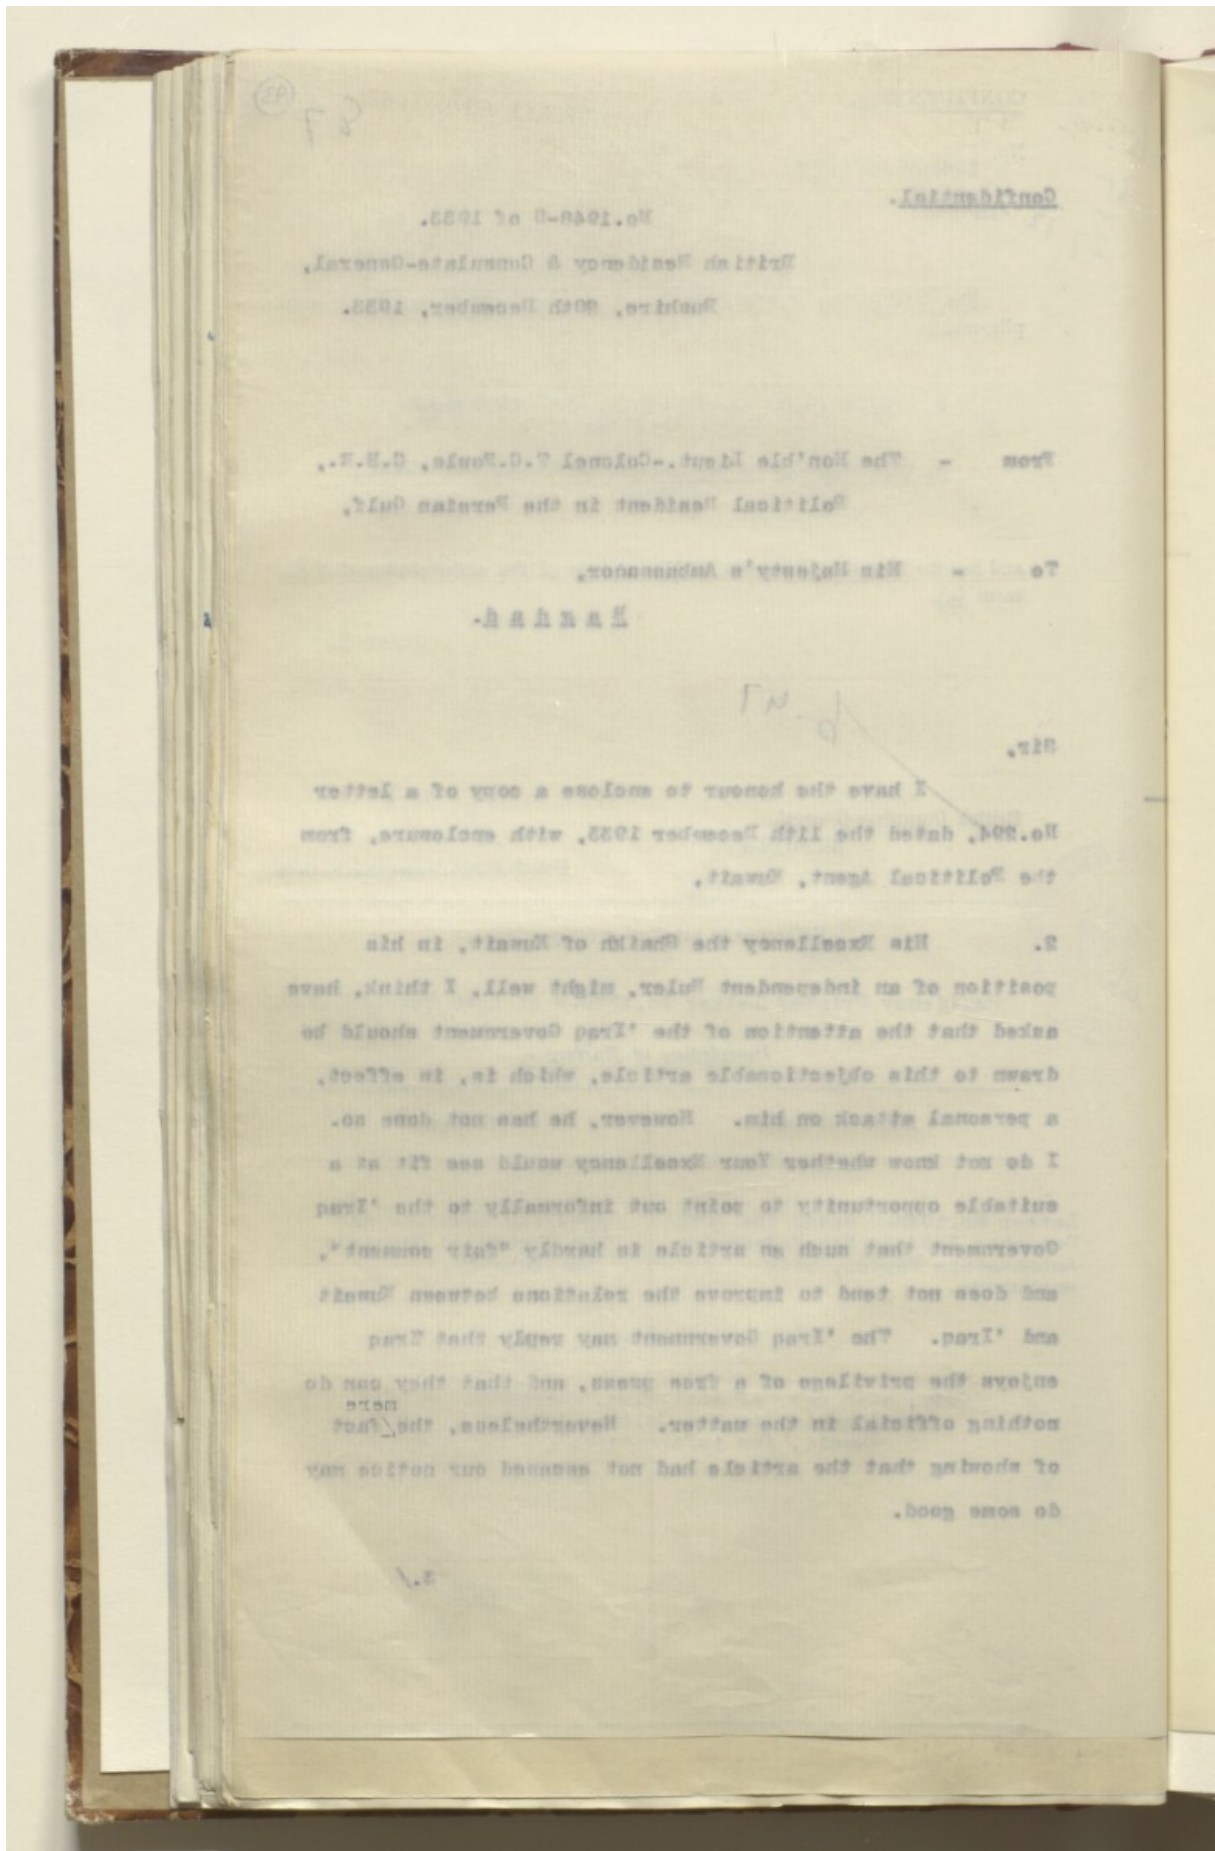 87
93
Confidential.
No.1948-S of 1933.
British Residency & Consulate-General,
Bushire, 20th December, 1933.
From - The Hon'ble Lieut.-Colonel T.C.Fowle, C.B.E.,
Political Resident in the Persian Gulf,
To - His Majesty's Ambassador,
Bagdad.
p. 47
Sir,
I have the honour to enclose a copy of a letter
No.294, dated the 11th December 1933, with enclosure, from
the Political Agent, Kuwait.
2. His Excellency the Shaikh of Kuwait, in his
position of an independent Ruler, might well, I think, have
asked that the attention of the 'Iraq Government should be
drawn to this objectionable article, which is, in effect,
a personal attack on him. However, he has not done so.
I do not know whether Your Excellency would see fit at a
suitable opportunity to point out informally to the 'Iraq
Government that such an article is hardly "fair comment",
and does not tend to improve the relations between Kuwait
and 'Iraq. The 'Iraq Government may reply that Iraq
enjoys the privilege of a free press, and that they can do
nothing official in the matter. Nevertheless, the mere fact
of showing that the article had not escaped our notice may
do some good.
3./